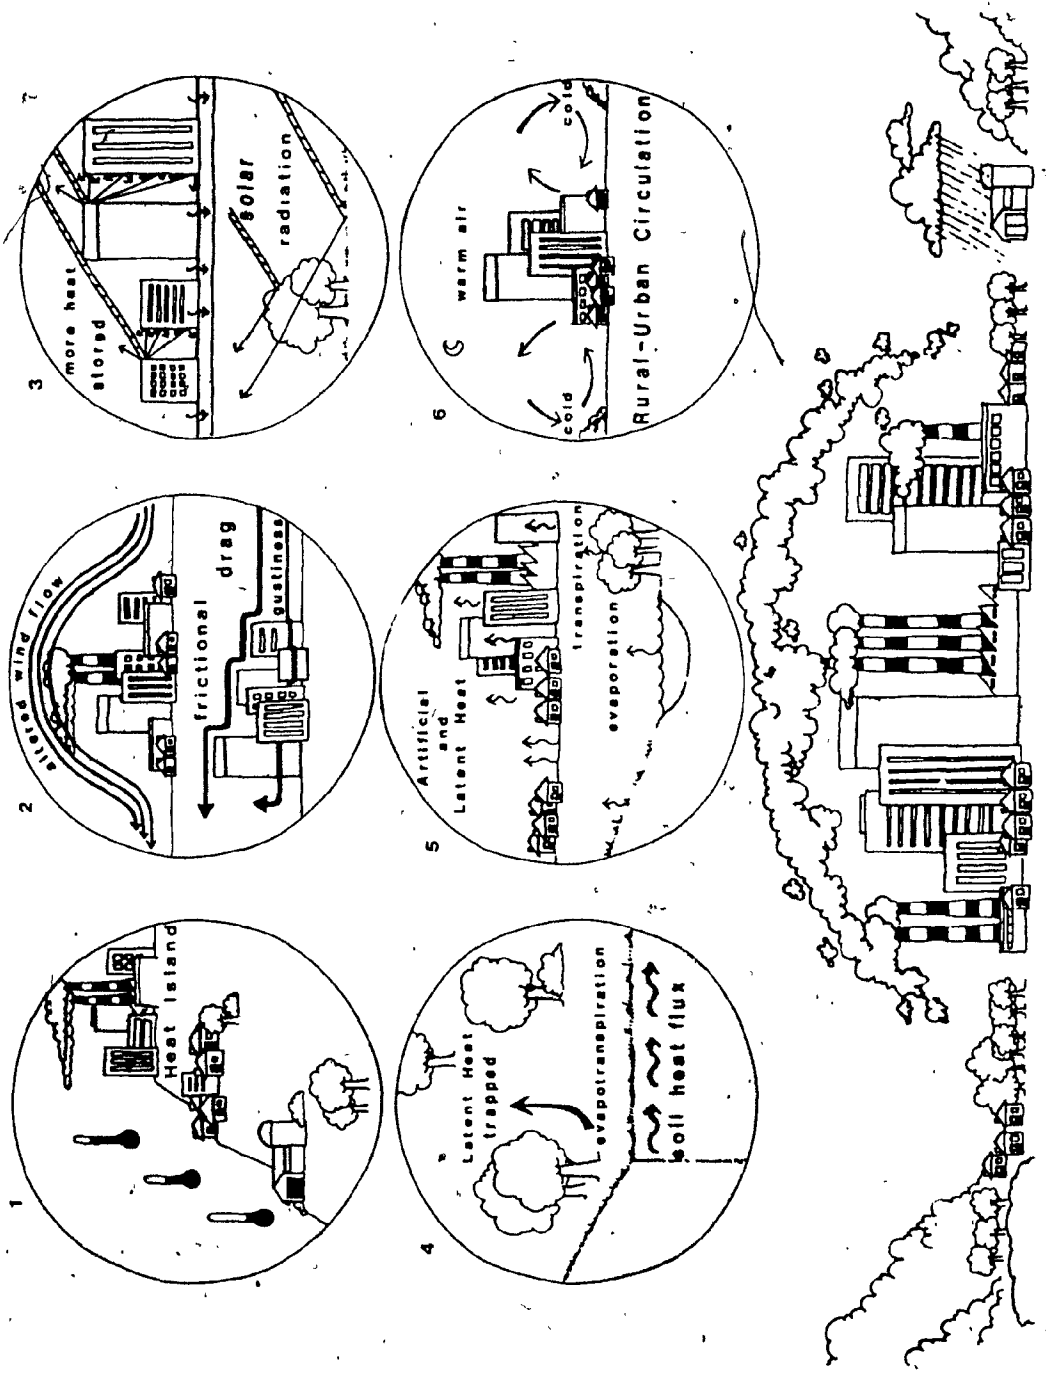 1
Heat Island
2
altered wind flow
frictional
drag
gustiness
3
more heat
stored
solar
radiation
4
Latent Heat
trapped
evapotranspiration
soil heat flux
5
Artificial
and
Latent Heat
transpiration
evaporation
6
warm air
cold
cold
Rural-Urban Circulation